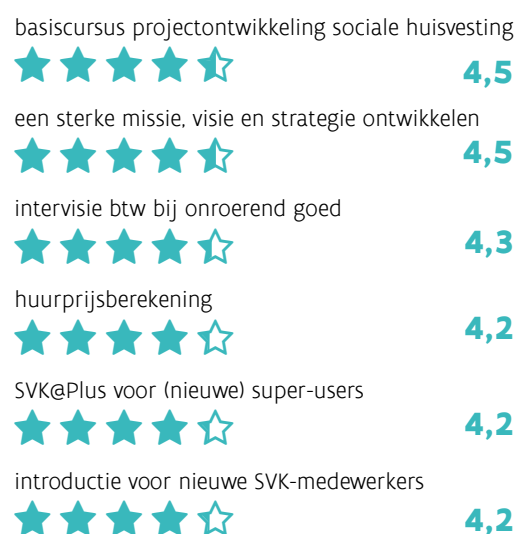 basiscursus projectontwikkeling sociale huisvesting
4,5
een sterke missie, visie en strategie ontwikkelen
4,5
intervisie btw bij onroerend goed
4,3
huurprijsberekening
4,2
SVK@Plus voor (nieuwe) super-users
4,2
introductie voor nieuwe SVK-medewerkers
4,2